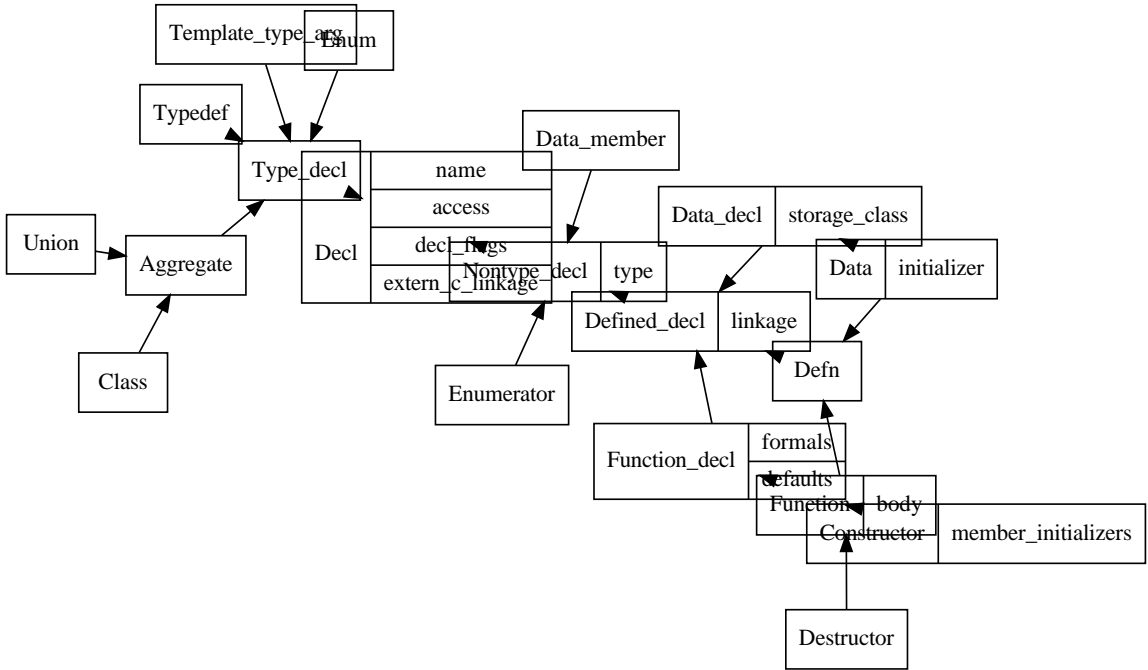 Template_type_arg
Enum
Typedef
Data_member
Type_decl
name
access
Decl
decl_flags
extern_c_linkage
Data_decl
storage_class
Union
Aggregate
Nontype_decl
type
Data
initializer
Defined_decl
linkage
Class
Enumerator
Defn
Function_decl
formals
defaults
Function
body
Constructor
member_initializers
Destructor